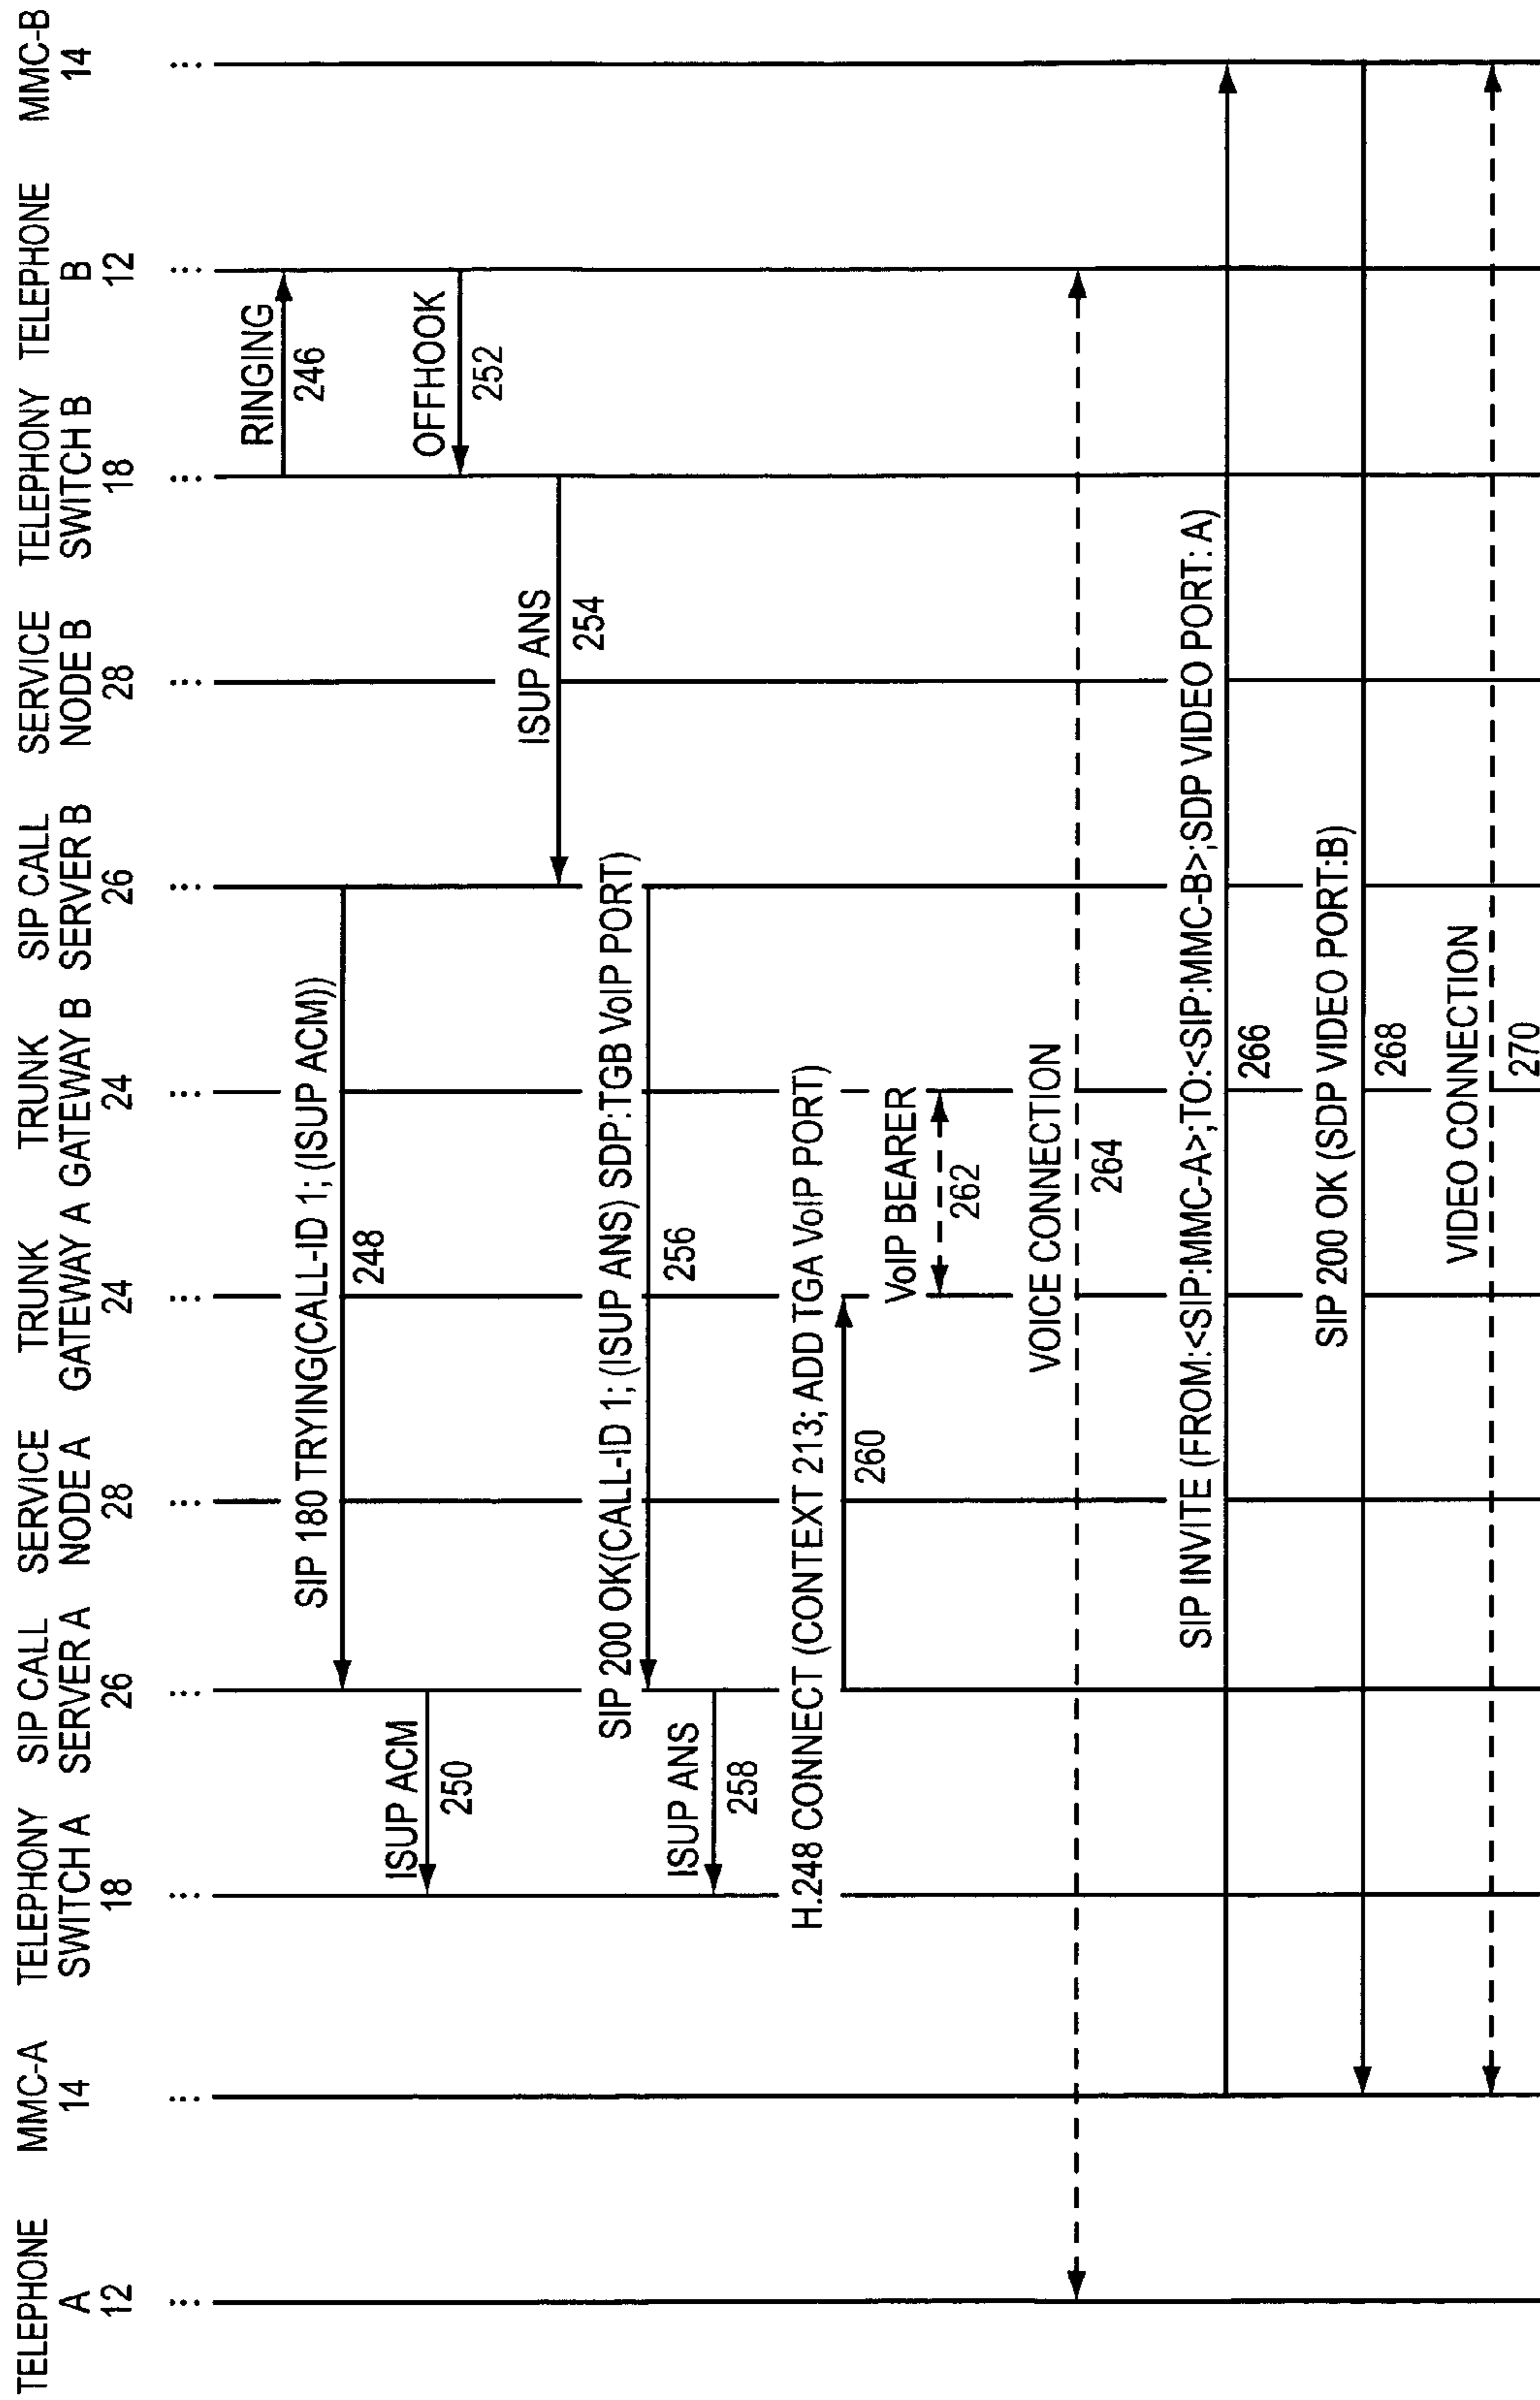 TELEPHONE
A
12
MMC-A
14
TELEPHONY
SWITCH A
18
SIP CALL
SERVER A
26
SERVICE
NODE A
28
TRUNK
GATEWAY A
24
TRUNK
GATEWAY B
24
SIP CALL
SERVER B
26
SERVICE
NODE B
28
TELEPHONY
SWITCH B
18
TELEPHONE
B
12
MMC-B
14
... ... ... ... ... ... ... ... ... ... ... ...
RINGING
246
SIP 180 TRYING(CALL-ID 1; (ISUP ACM))
248
ISUP ACM
250
OFFHOOK
252
ISUP ANS
254
SIP 200 OK(CALL-ID 1; (ISUP ANS) SDP:TGB VoIP PORT)
256
ISUP ANS
258
H.248 CONNECT (CONTEXT 213; ADD TGA VoIP PORT)
260
VoIP BEARER
262
VOICE CONNECTION
264
SIP INVITE (FROM:<SIP:MMC-A>;TO:<SIP:MMC-B>;SDP VIDEO PORT: A)
266
SIP 200 OK (SDP VIDEO PORT:B)
268
VIDEO CONNECTION
270